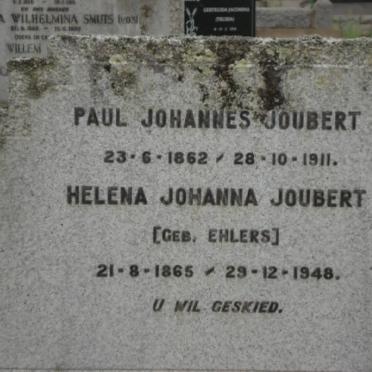 WILHELMINA SMUTS
WILLEM
PAUL JOHANNES JOUBERT
23-6-1862 / 28-10-1911.
HELENA JOHANNA JOUBERT
[GEB. EHLERS]
21-8-1865 / 29-12-1948.
U WIL GESKIED.